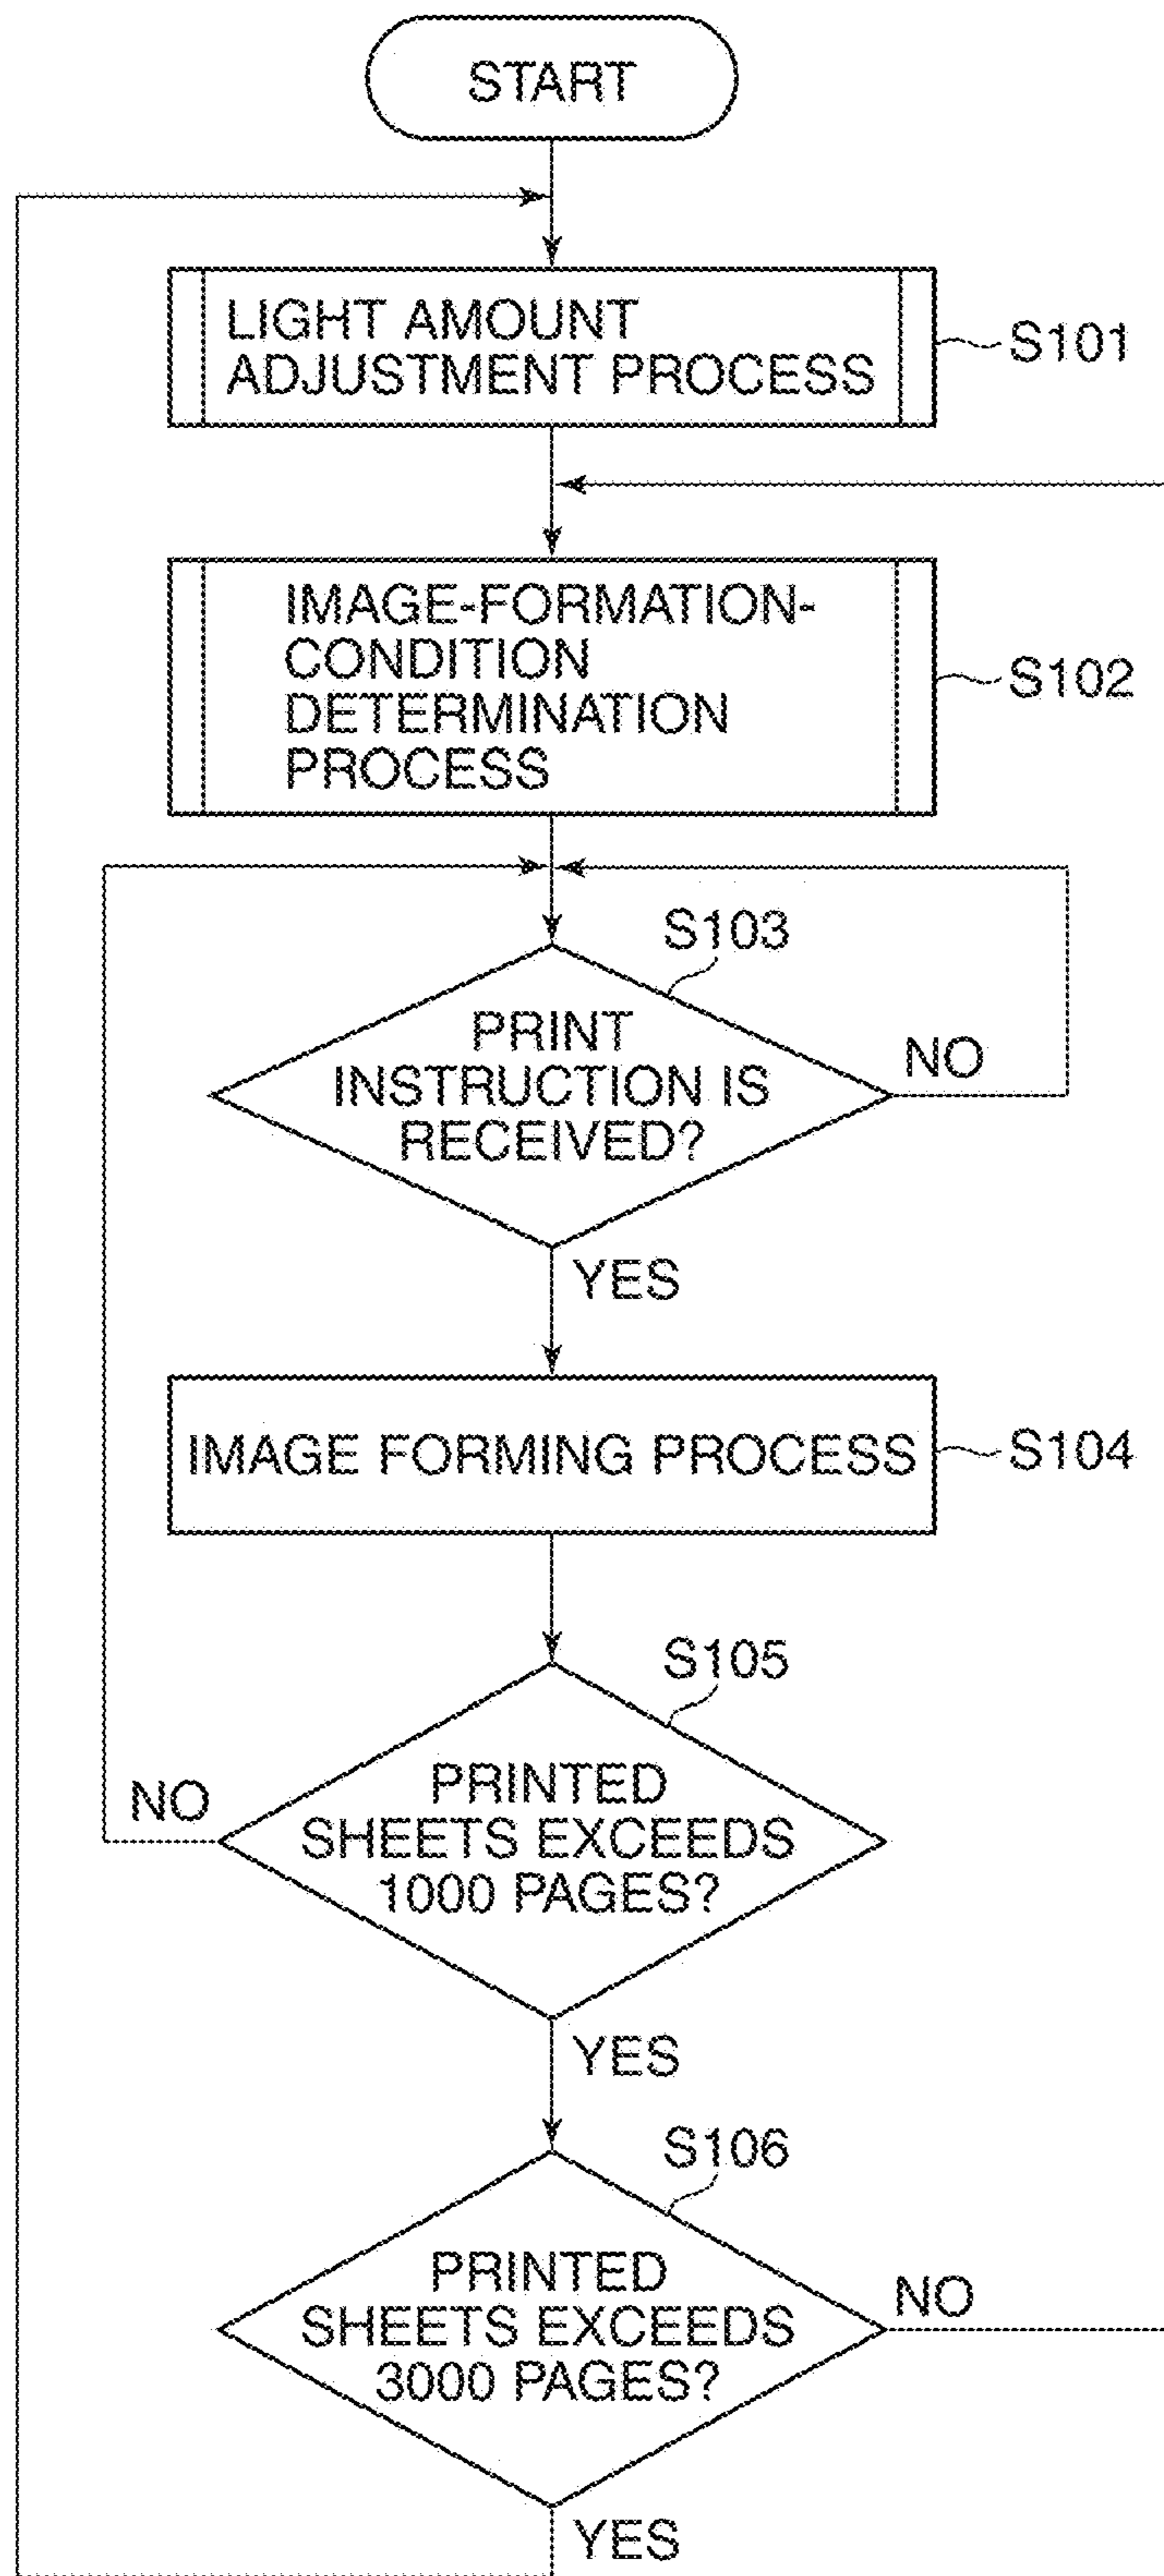 START
LIGHT AMOUNT
ADJUSTMENT PROCESS
S101
IMAGE-FORMATION-
CONDITION
DETERMINATION
PROCESS
S102
S103
PRINT
INSTRUCTION IS
RECEIVED?
NO
YES
IMAGE FORMING PROCESS
S104
S105
PRINTED
SHEETS EXCEEDS
1000 PAGES?
NO
YES
S106
PRINTED
SHEETS EXCEEDS
3000 PAGES?
NO
YES